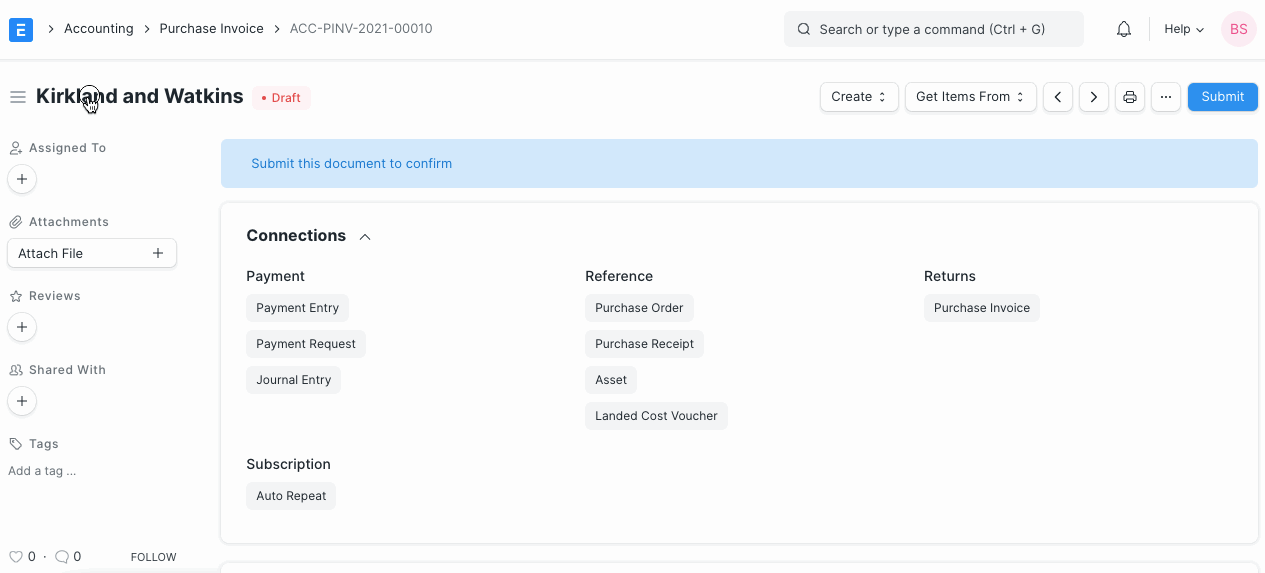 E Accounting Purchase Invoice ACC-PINV-2021-00010 Search or type a command (Ctrl + G) Help BS
Kirkland and Watkins • Draft Create Get Items From ... Submit
Assigned To
Submit this document to confirm
Attachments
Attach File
Reviews
Shared With
Tags
Add a tag ...
0 · 0 FOLLOW
Connections
Payment
Payment Entry
Payment Request
Journal Entry
Reference
Purchase Order
Purchase Receipt
Asset
Landed Cost Voucher
Returns
Purchase Invoice
Subscription
Auto Repeat